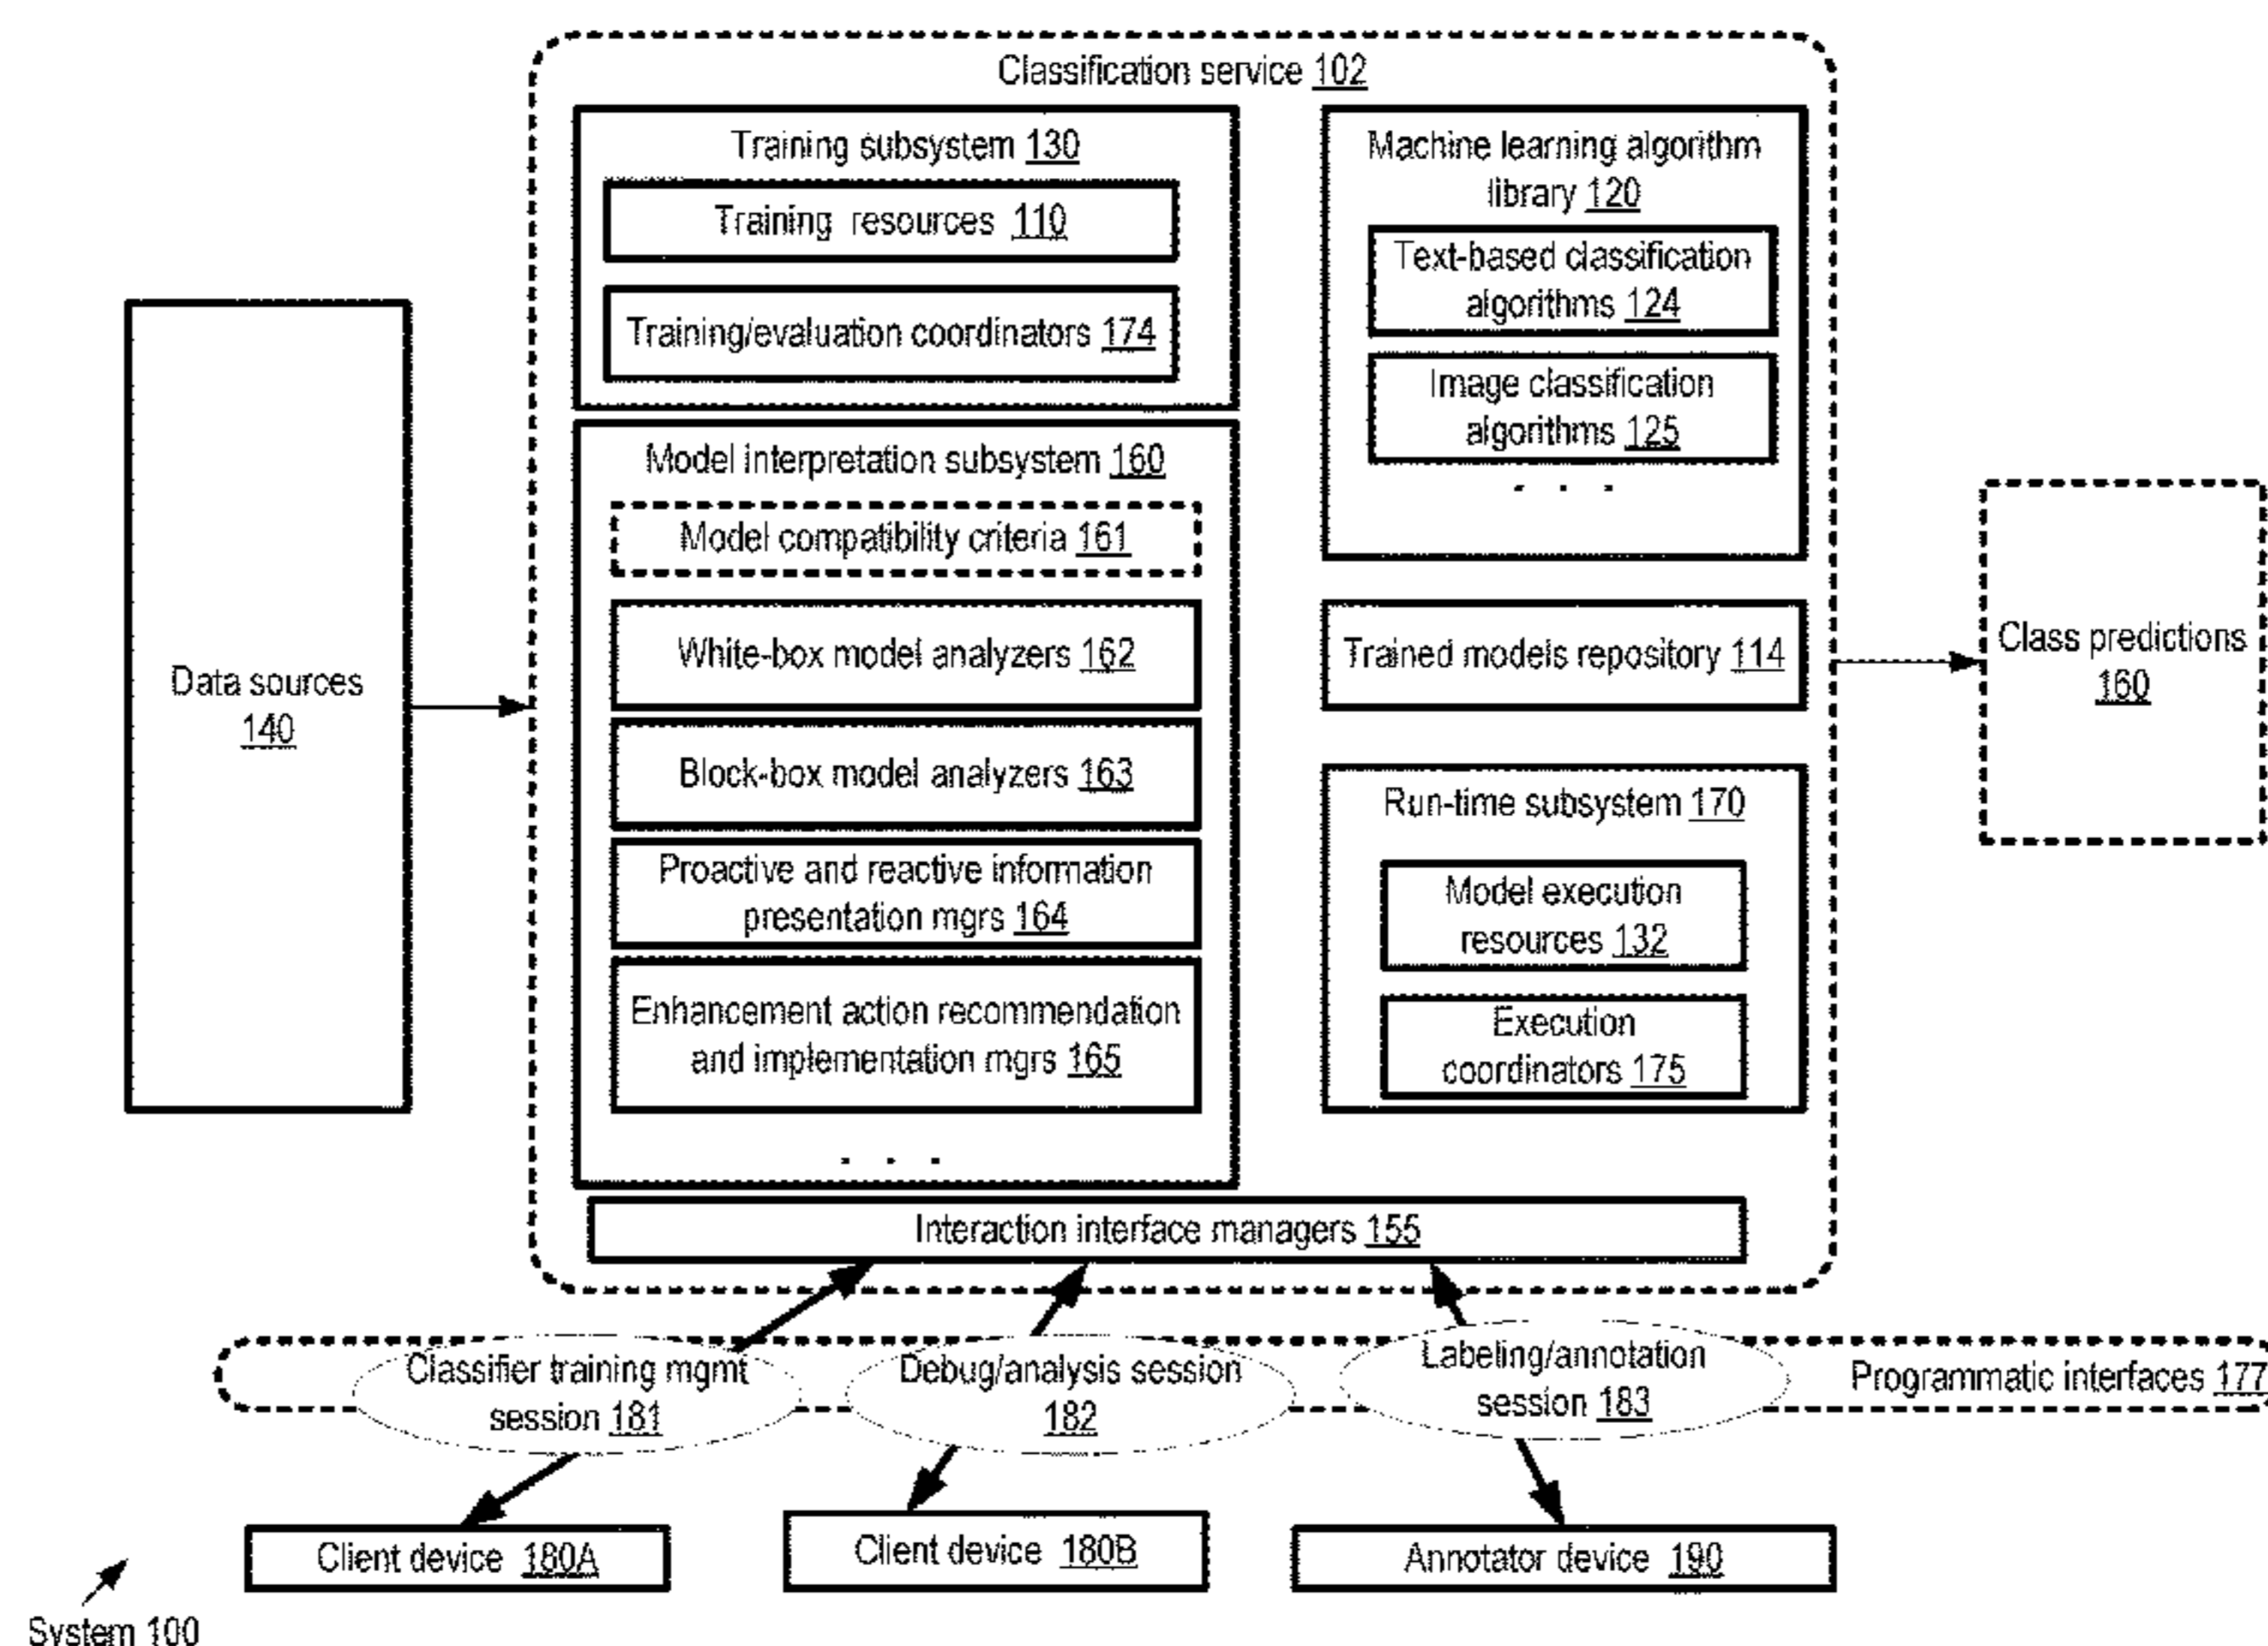 Classification service 102
Training subsystem 130
Training resources 110
Training/evaluation coordinators 174
Machine learning algorithm
library 120
Text-based classification
algorithms 124
Image classification
algorithms 125
. . .
Data sources
140
Model interpretation subsystem 160
Model compatibility criteria 161
White-box model analyzers 162
Block-box model analyzers 163
Proactive and reactive information
presentation mgrs 164
Enhancement action recommendation
and implementation mgrs 165
. . .
Trained models repository 114
Run-time subsystem 170
Model execution
resources 132
Execution
coordinators 175
Class predictions
160
Interaction interface managers 155
Classifier training mgmt
session 181
Debug/analysis session
182
Labeling/annotation
session 183
Programmatic interfaces 177
Client device 180A
Client device 180B
Annotator device 190
System 100